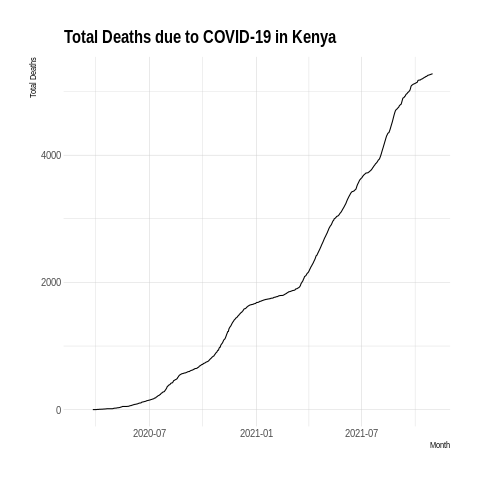 Total Deaths due to COVID-19 in Kenya
Total Deaths
4000
2000
0
2020-07
2021-01
2021-07
Month